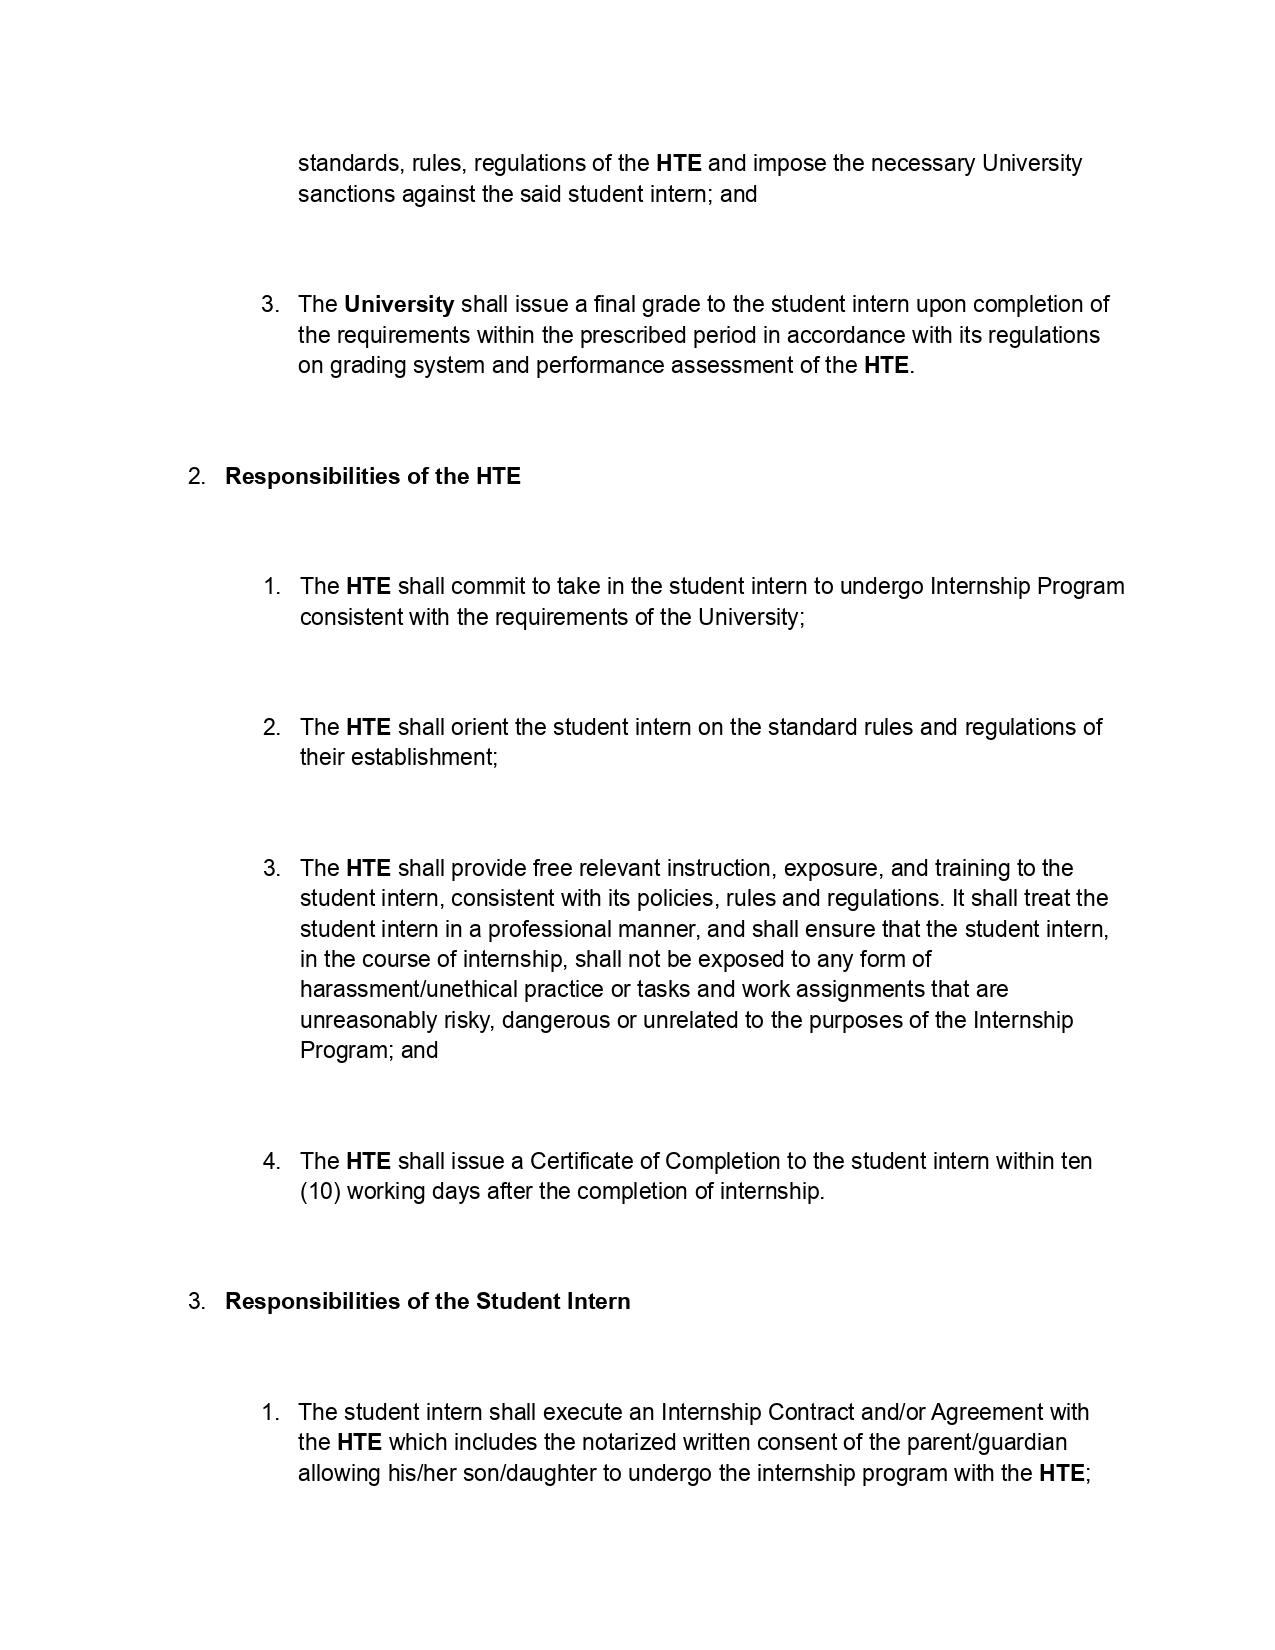 standards, rules, regulations of the HTE and impose the necessary University
sanctions against the said student intern; and
3. The University shall issue a final grade to the student intern upon completion of
the requirements within the prescribed period in accordance with its regulations
on grading system and performance assessment of the HTE.
2. Responsibilities of the HTE
1. The HTE shall commit to take in the student intern to undergo Internship Program
consistent with the requirements of the University;
2. The HTE shall orient the student intern on the standard rules and regulations of
their establishment;
3. The HTE shall provide free relevant instruction, exposure, and training to the
student intern, consistent with its policies, rules and regulations. It shall treat the
student intern in a professional manner, and shall ensure that the student intern,
in the course of internship, shall not be exposed to any form of
harassment/unethical practice or tasks and work assignments that are
unreasonably risky, dangerous or unrelated to the purposes of the Internship
Program; and
4. The HTE shall issue a Certificate of Completion to the student intern within ten
(10) working days after the completion of internship.
3. Responsibilities of the Student Intern
1. The student intern shall execute an Internship Contract and/or Agreement with
the HTE which includes the notarized written consent of the parent/guardian
allowing his/her son/daughter to undergo the internship program with the HTE;